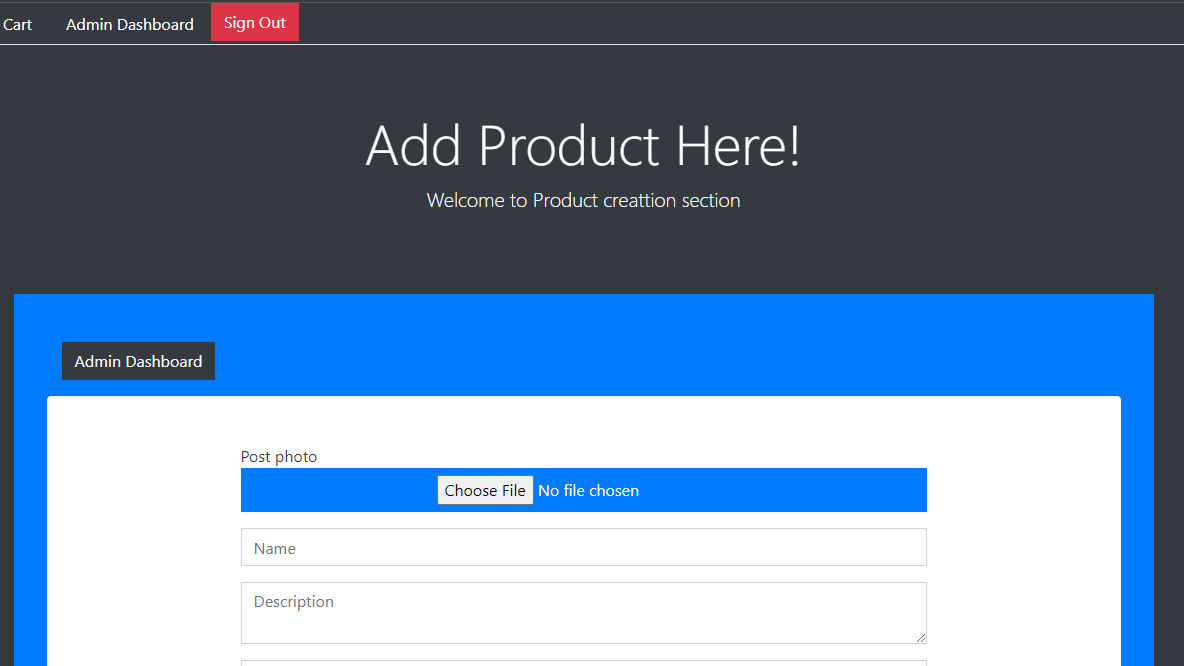 Cart Admin Dashboard Sign Out
Add Product Here!
Welcome to Product creattion section
Admin Dashboard
Post photo
Choose File No file chosen
Name
Description